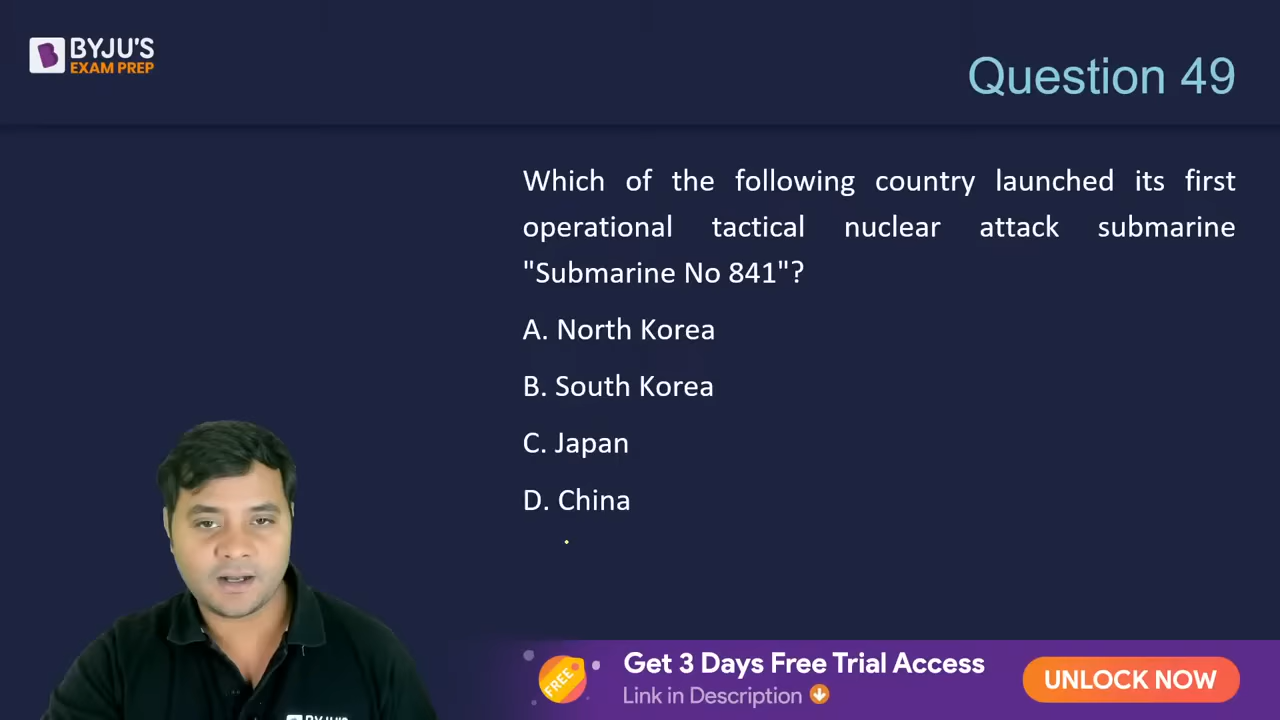 BYJU'S
EXAM PREP
Question 49
Which of the following country launched its first
operational tactical nuclear attack submarine
"Submarine No 841"?
A. North Korea
B. South Korea
C. Japan
D. China
FREE
Get 3 Days Free Trial Access
Link in Description
UNLOCK NOW
BYJU'S